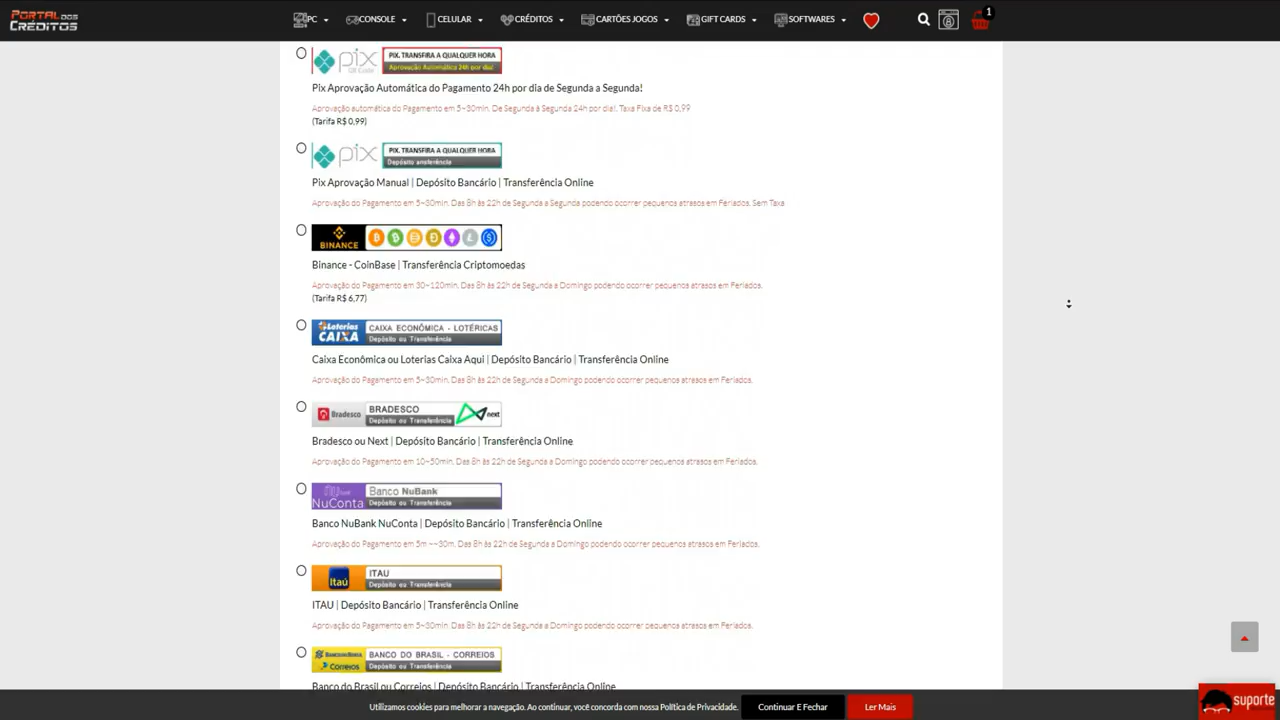 PORTAL DOS CRÉDITOS
PC
CONSOLE
CELULAR
CRÉDITOS
CARTÕES JOGOS
GIFT CARDS
SOFTWARES
1
pix
QR Code
PIX. TRANSFIRA A QUALQUER HORA
Aprovação Automática 24h por dia!
Pix Aprovação Automática do Pagamento 24h por dia de Segunda a Segunda!
Aprovação automática do Pagamento em 5~30min. De Segunda á Segunda 24h por dia!. Taxa Fixa de R$ 0,99
(Tarifa R$ 0,99)
pix
PIX. TRANSFIRA A QUALQUER HORA
Depósito
Pix Aprovação Manual | Depósito Bancário | Transferência Online
Aprovação do Pagamento em 5~30min. Das 8h às 22h de Segunda a Segunda podendo ocorrer pequenos atrasos em Feriados. Sem Taxa
BINANCE
Binance - CoinBase | Transferência Criptomoedas
Aprovação do Pagamento em 30~120min. Das 8h às 22h de Segunda a Domingo podendo ocorrer pequenos atrasos em Feriados.
(Tarifa R$ 6,77)
Loterias CAIXA
CAIXA ECONÔMICA - LOTÉRICAS
Depósito ou Transferência
Caixa Econômica ou Loterias Caixa Aqui | Depósito Bancário | Transferência Online
Aprovação do Pagamento em 5~30min. Das 8h às 22h de Segunda a Domingo podendo ocorrer pequenos atrasos em Feriados.
Bradesco
BRADESCO
Depósito ou Transferência
next
Bradesco ou Next | Depósito Bancário | Transferência Online
Aprovação do Pagamento em 10~50min. Das 8h às 22h de Segunda a Domingo podendo ocorrer pequenos atrasos em Feriados.
NuConta
Banco NuBank
Depósito ou Transferência
Banco NuBank NuConta | Depósito Bancário | Transferência Online
Aprovação do Pagamento em 5m ~~30m. Das 8h às 22h de Segunda a Domingo podendo ocorrer pequenos atrasos em Feriados.
Itaú
ITAU
Depósito ou Transferência
ITAU | Depósito Bancário | Transferência Online
Aprovação do Pagamento em 5~30min. Das 8h às 22h de Segunda a Domingo podendo ocorrer pequenos atrasos em Feriados.
Correios
BANCO DO BRASIL - CORREIOS
Depósito ou Transferência
Banco do Brasil ou Correios | Depósito Bancário | Transferência Online
Utilizamos cookies para melhorar a navegação. Ao continuar, você concorda com nossa Política de Privacidade.
Continuar E Fechar
Ler Mais
suporte